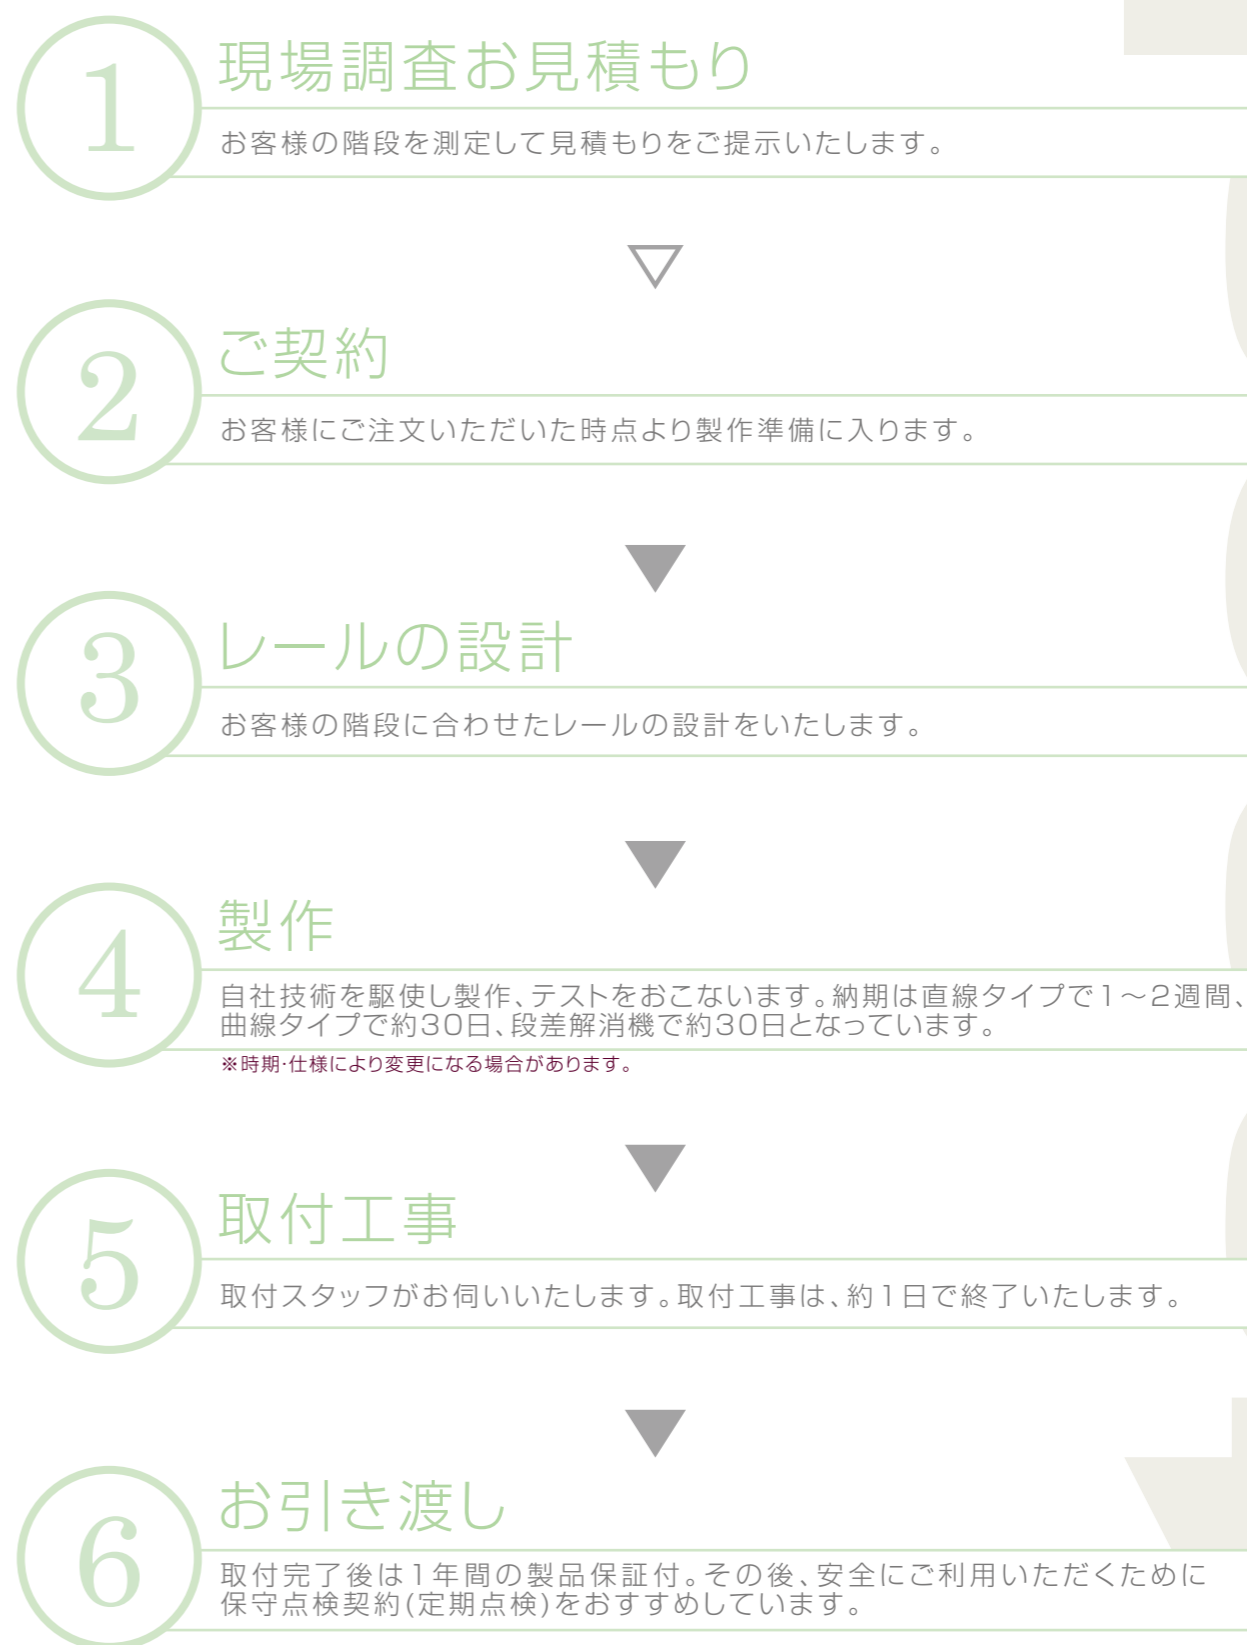 1
現場調査お見積もり
お客様の階段を測定して見積もりをご提示いたします。
2
ご契約
お客様にご注文いただいた時点より製作準備に入ります。
3
レールの設計
お客様の階段に合わせたレールの設計をいたします。
4
製作
自社技術を駆使し製作、テストをおこないます。納期は直線タイプで1～2週間、
曲線タイプで約30日、段差解消機で約30日となっています。
※時期・仕様により変更になる場合があります。
5
取付工事
取付スタッフがお伺いいたします。取付工事は、約1日で終了いたします。
6
お引き渡し
取付完了後は1年間の製品保証付。その後、安全にご利用いただくために
保守点検契約(定期点検)をおすすめしています。